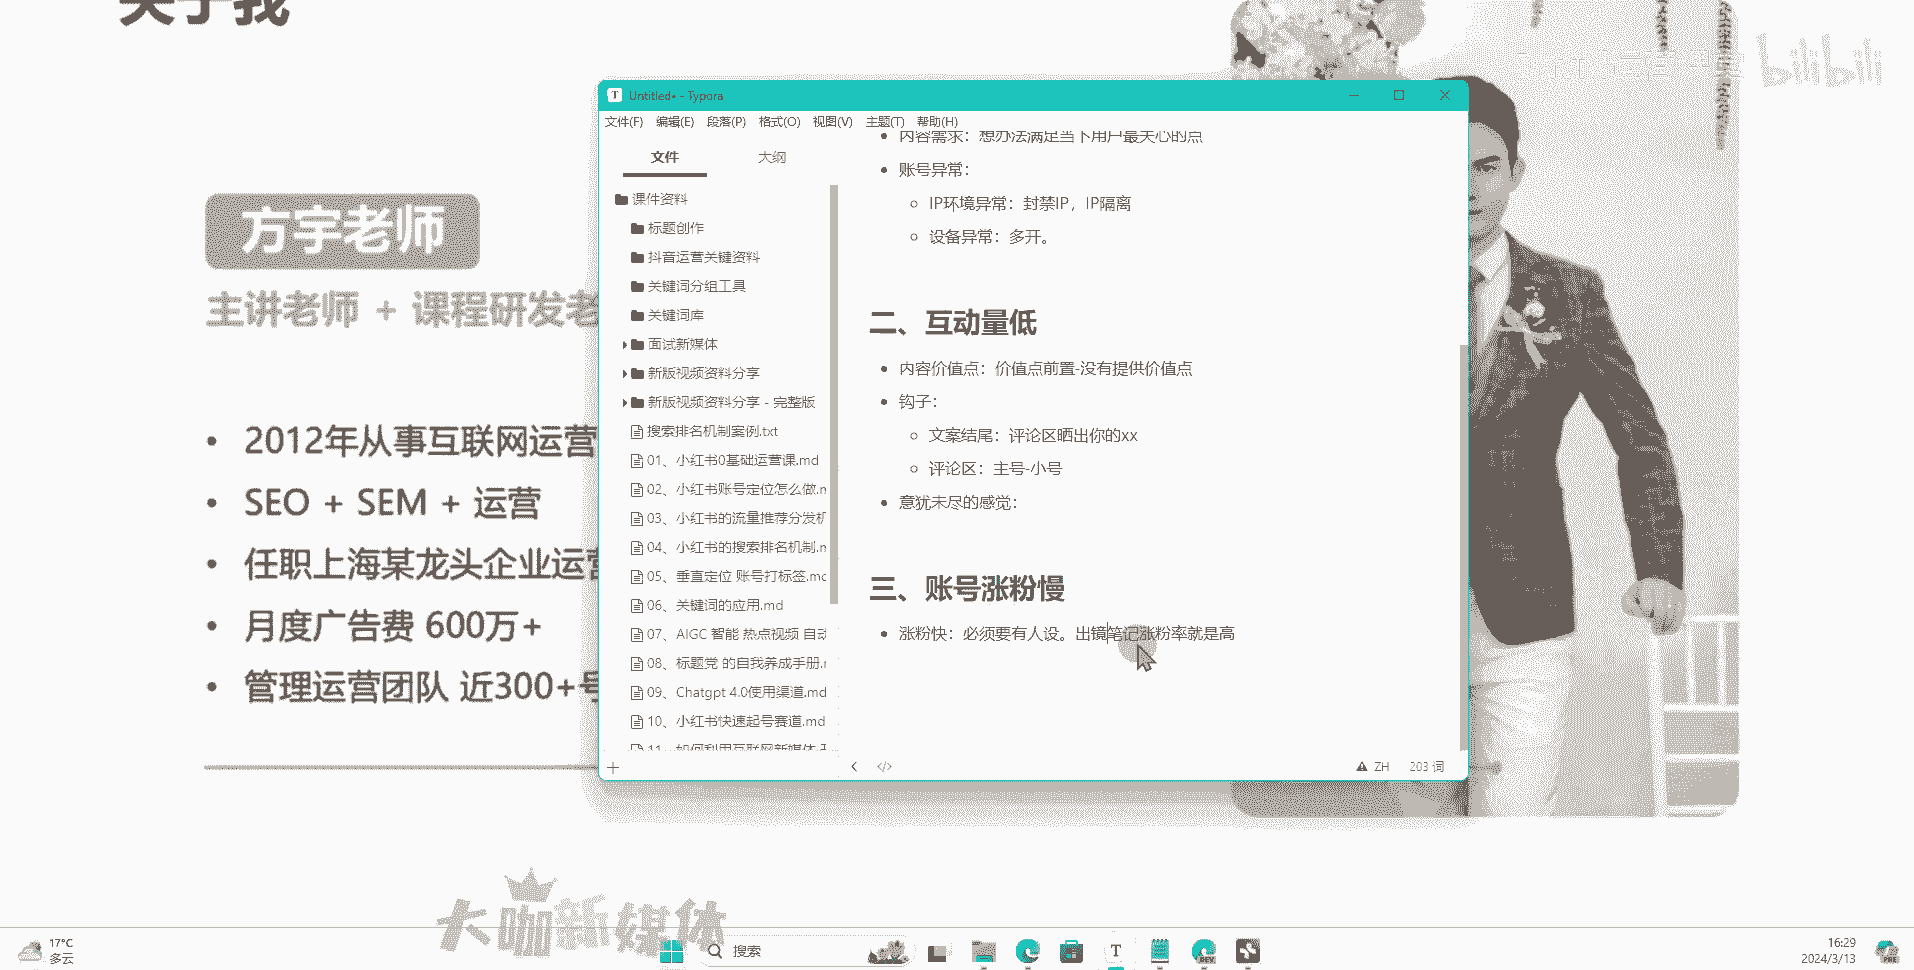 关于我
bilibili
方宇老师
主讲老师 + 课程研发老
2012年从事互联网运营
SEO + SEM + 运营
任职上海某龙头企业运营
月度广告费 600万+
管理运营团队 近300+号
Untitled• - Typora
文件(F) 编辑(E) 段落(P) 格式(O) 视图(V) 主题(T) 帮助(H)
文件 大纲
课件资料
标题创作
抖音运营关键资料
关键词分组工具
关键词库
面试新媒体
新版视频资料分享
新版视频资料分享 - 完整版
搜索排名机制案例.txt
01、小红书0基础运营课.md
02、小红书账号定位怎么做.m
03、小红书的流量推荐分发机
04、小红书的搜索排名机制.m
05、垂直定位 账号打标签.md
06、关键词的应用.md
07、AIGC 智能 热点视频 自动
08、标题党 的自我养成手册.m
09、Chatgpt 4.0使用渠道.md
10、小红书快速起号赛道.md
11、如何利用互联网新媒体
内容需求：想办法满足当下用户最关心的点
账号异常：
IP环境异常：封禁IP，IP隔离
设备异常：多开。
二、互动量低
内容价值点：价值点前置-没有提供价值点
钩子：
文案结尾：评论区晒出你的xx
评论区：主号-小号
意犹未尽的感觉：
三、账号涨粉慢
涨粉快：必须要有人设。出镜笔记涨粉率就是高
ZH 203 词
大咖新媒体
17°C
多云
搜索
16:29
2024/3/13